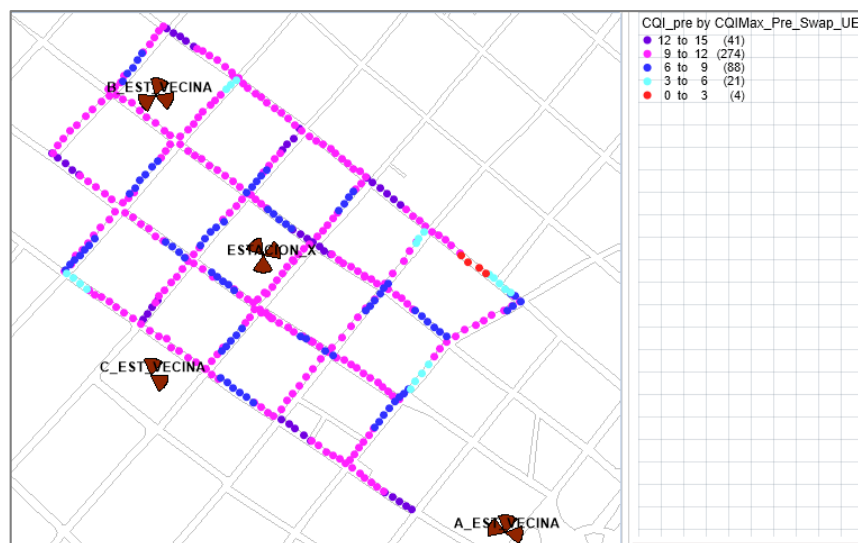 CQI_pre by CQIMax_Pre_Swap_UE
12 to 15 (41)
9 to 12 (274)
6 to 9 (88)
3 to 6 (21)
0 to 3 (4)
B_EST_VECINA
ESTACION_X
C_EST_VECINA
A_EST_VECINA